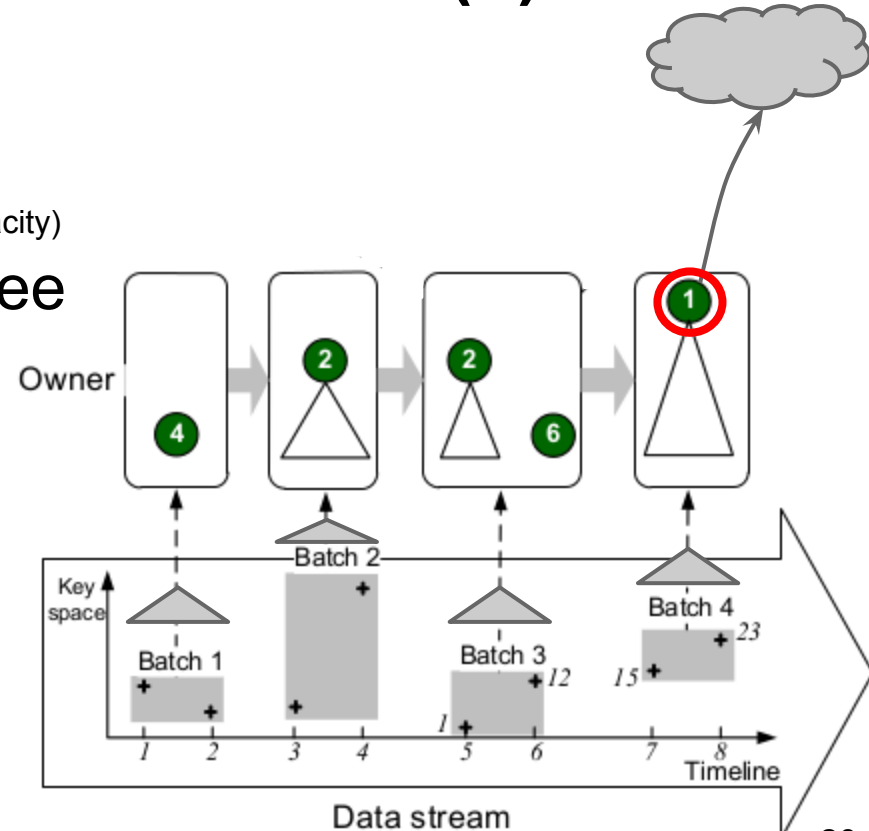 acity)
ee
Owner
4
2
2
6
1
Batch 2
Key
space
Batch 1
Batch 3
Batch 4
12
1
15
23
1 2 3 4 5 6 7 8
Timeline
Data stream